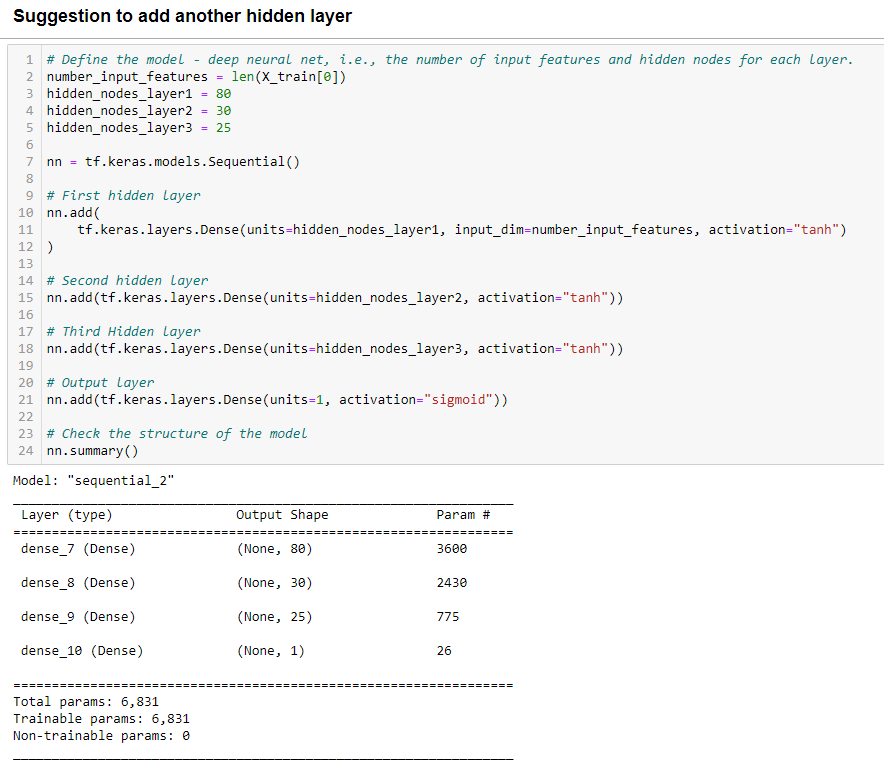 Suggestion to add another hidden layer
1 # Define the model - deep neural net, i.e., the number of input features and hidden nodes for each layer.
2 number_input_features = len(X_train[0])
3 hidden_nodes_layer1 = 80
4 hidden_nodes_layer2 = 30
5 hidden_nodes_layer3 = 25
6
7 nn = tf.keras.models.Sequential()
8
9 # First hidden layer
10 nn.add(
11     tf.keras.layers.Dense(units=hidden_nodes_layer1, input_dim=number_input_features, activation="tanh")
12 )
13
14 # Second hidden layer
15 nn.add(tf.keras.layers.Dense(units=hidden_nodes_layer2, activation="tanh"))
16
17 # Third Hidden layer
18 nn.add(tf.keras.layers.Dense(units=hidden_nodes_layer3, activation="tanh"))
19
20 # Output layer
21 nn.add(tf.keras.layers.Dense(units=1, activation="sigmoid"))
22
23 # Check the structure of the model
24 nn.summary()
Model: "sequential_2"
Layer (type) Output Shape Param #
dense_7 (Dense) (None, 80) 3600
dense_8 (Dense) (None, 30) 2430
dense_9 (Dense) (None, 25) 775
dense_10 (Dense) (None, 1) 26
Total params: 6,831
Trainable params: 6,831
Non-trainable params: 0